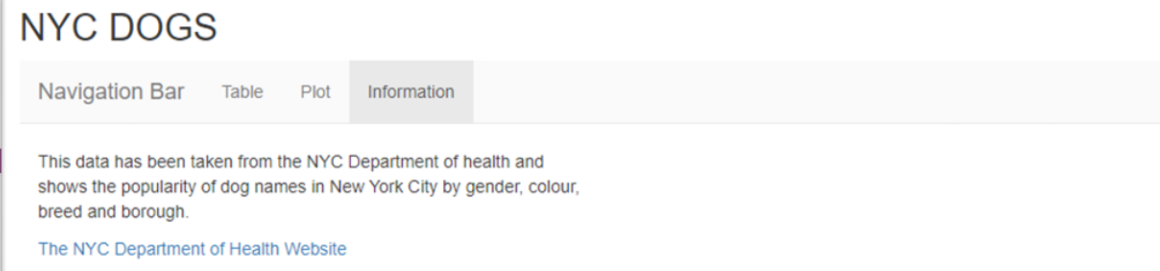 NYC DOGS
Navigation Bar Table Plot Information
This data has been taken from the NYC Department of health and
shows the popularity of dog names in New York City by gender, colour,
breed and borough.
The NYC Department of Health Website